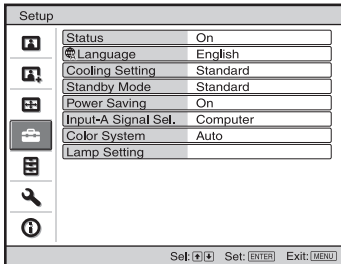 Setup
Status On
Language English
Cooling Setting Standard
Standby Mode Standard
Power Saving On
Input-A Signal Sel. Computer
Color System Auto
Lamp Setting
Sel: Set: ENTER Exit: MENU